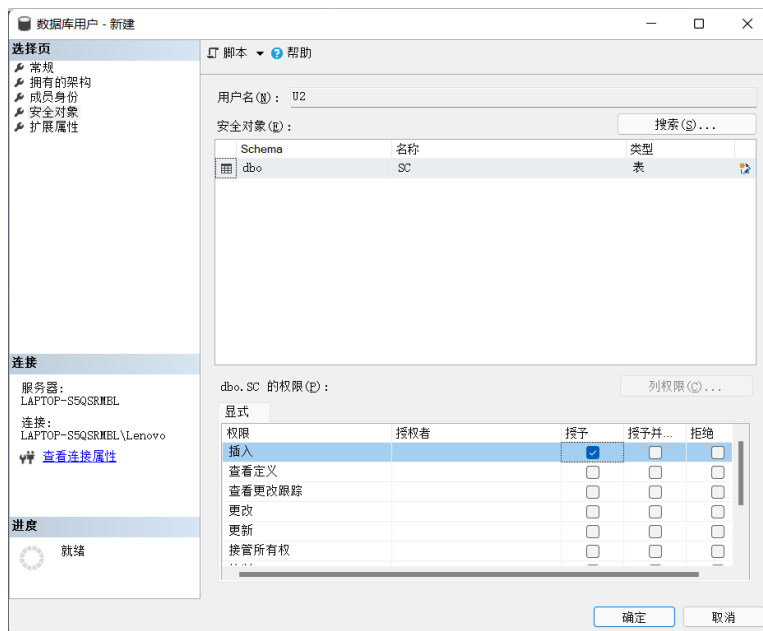 数据库用户 - 新建
选择页
常规
拥有的架构
成员身份
安全对象
扩展属性
脚本 帮助
用户名(N): U2
安全对象(E):
搜索(S)...
Schema 名称 类型
dbo SC 表
连接
服务器:
LAPTOP-S5QSRMBL
连接:
LAPTOP-S5QSRMBL\Lenovo
查看连接属性
进度
就绪
dbo.SC 的权限(P):
列权限(C)...
显式
权限 授权者 授予 授予并... 拒绝
插入
查看定义
查看更改跟踪
更改
更新
接管所有权
确定 取消